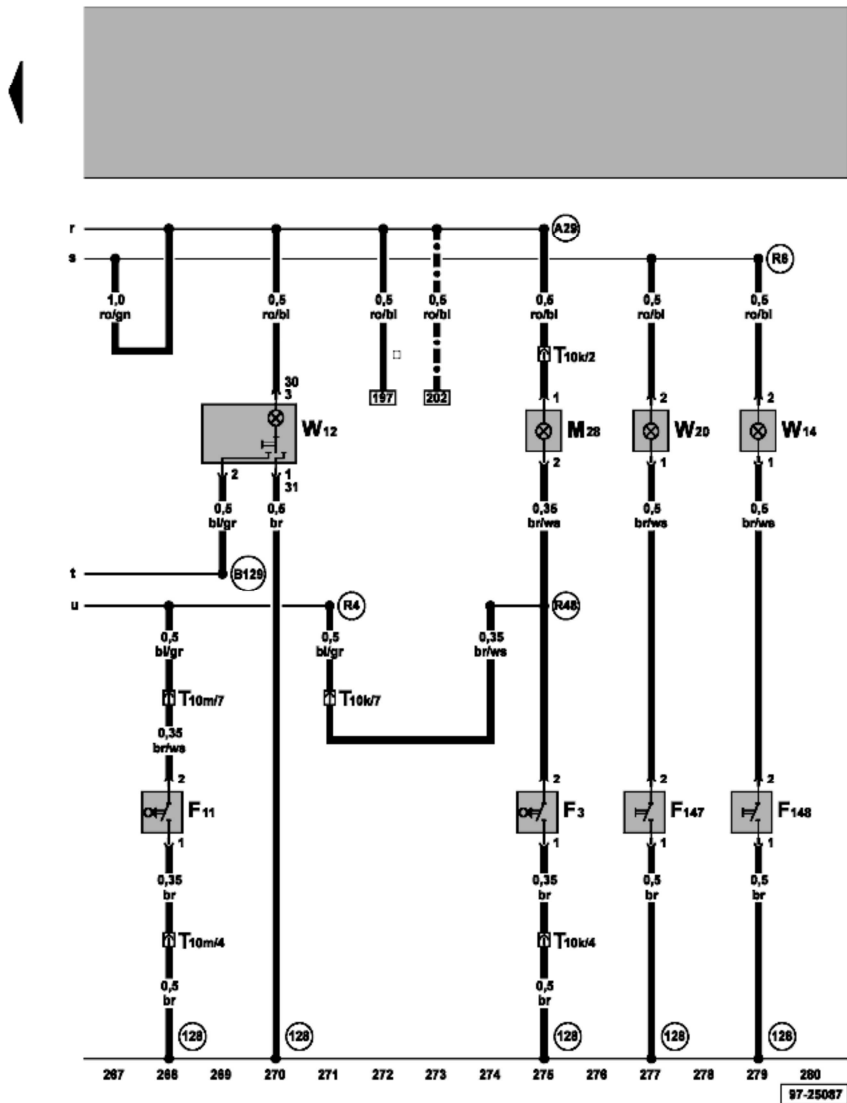 r
A29
s
R6
1,0
ro/gn
0,5
ro/bl
0,5
ro/bl
0,5
ro/bl
0,5
ro/bl
0,5
ro/bl
0,5
ro/bl
T10k/2
30
3
197
202
1
2
2
W12
M28
W20
W14
2
1
31
2
1
1
0,5
bl/gr
0,5
br
0,35
br/ws
0,5
br/ws
0,5
br/ws
t
B129
u
R4
R48
0,5
bl/gr
0,5
bl/gr
0,35
br/ws
T10m/7
T10k/7
0,35
br/ws
2
2
2
2
F11
F3
F147
F148
1
1
1
1
0,35
br
0,35
br
0,5
br
0,5
br
T10m/4
T10k/4
0,5
br
0,5
br
128
128
128
128
128
267 268 269 270 271 272 273 274 275 276 277 278 279 280
97-25087